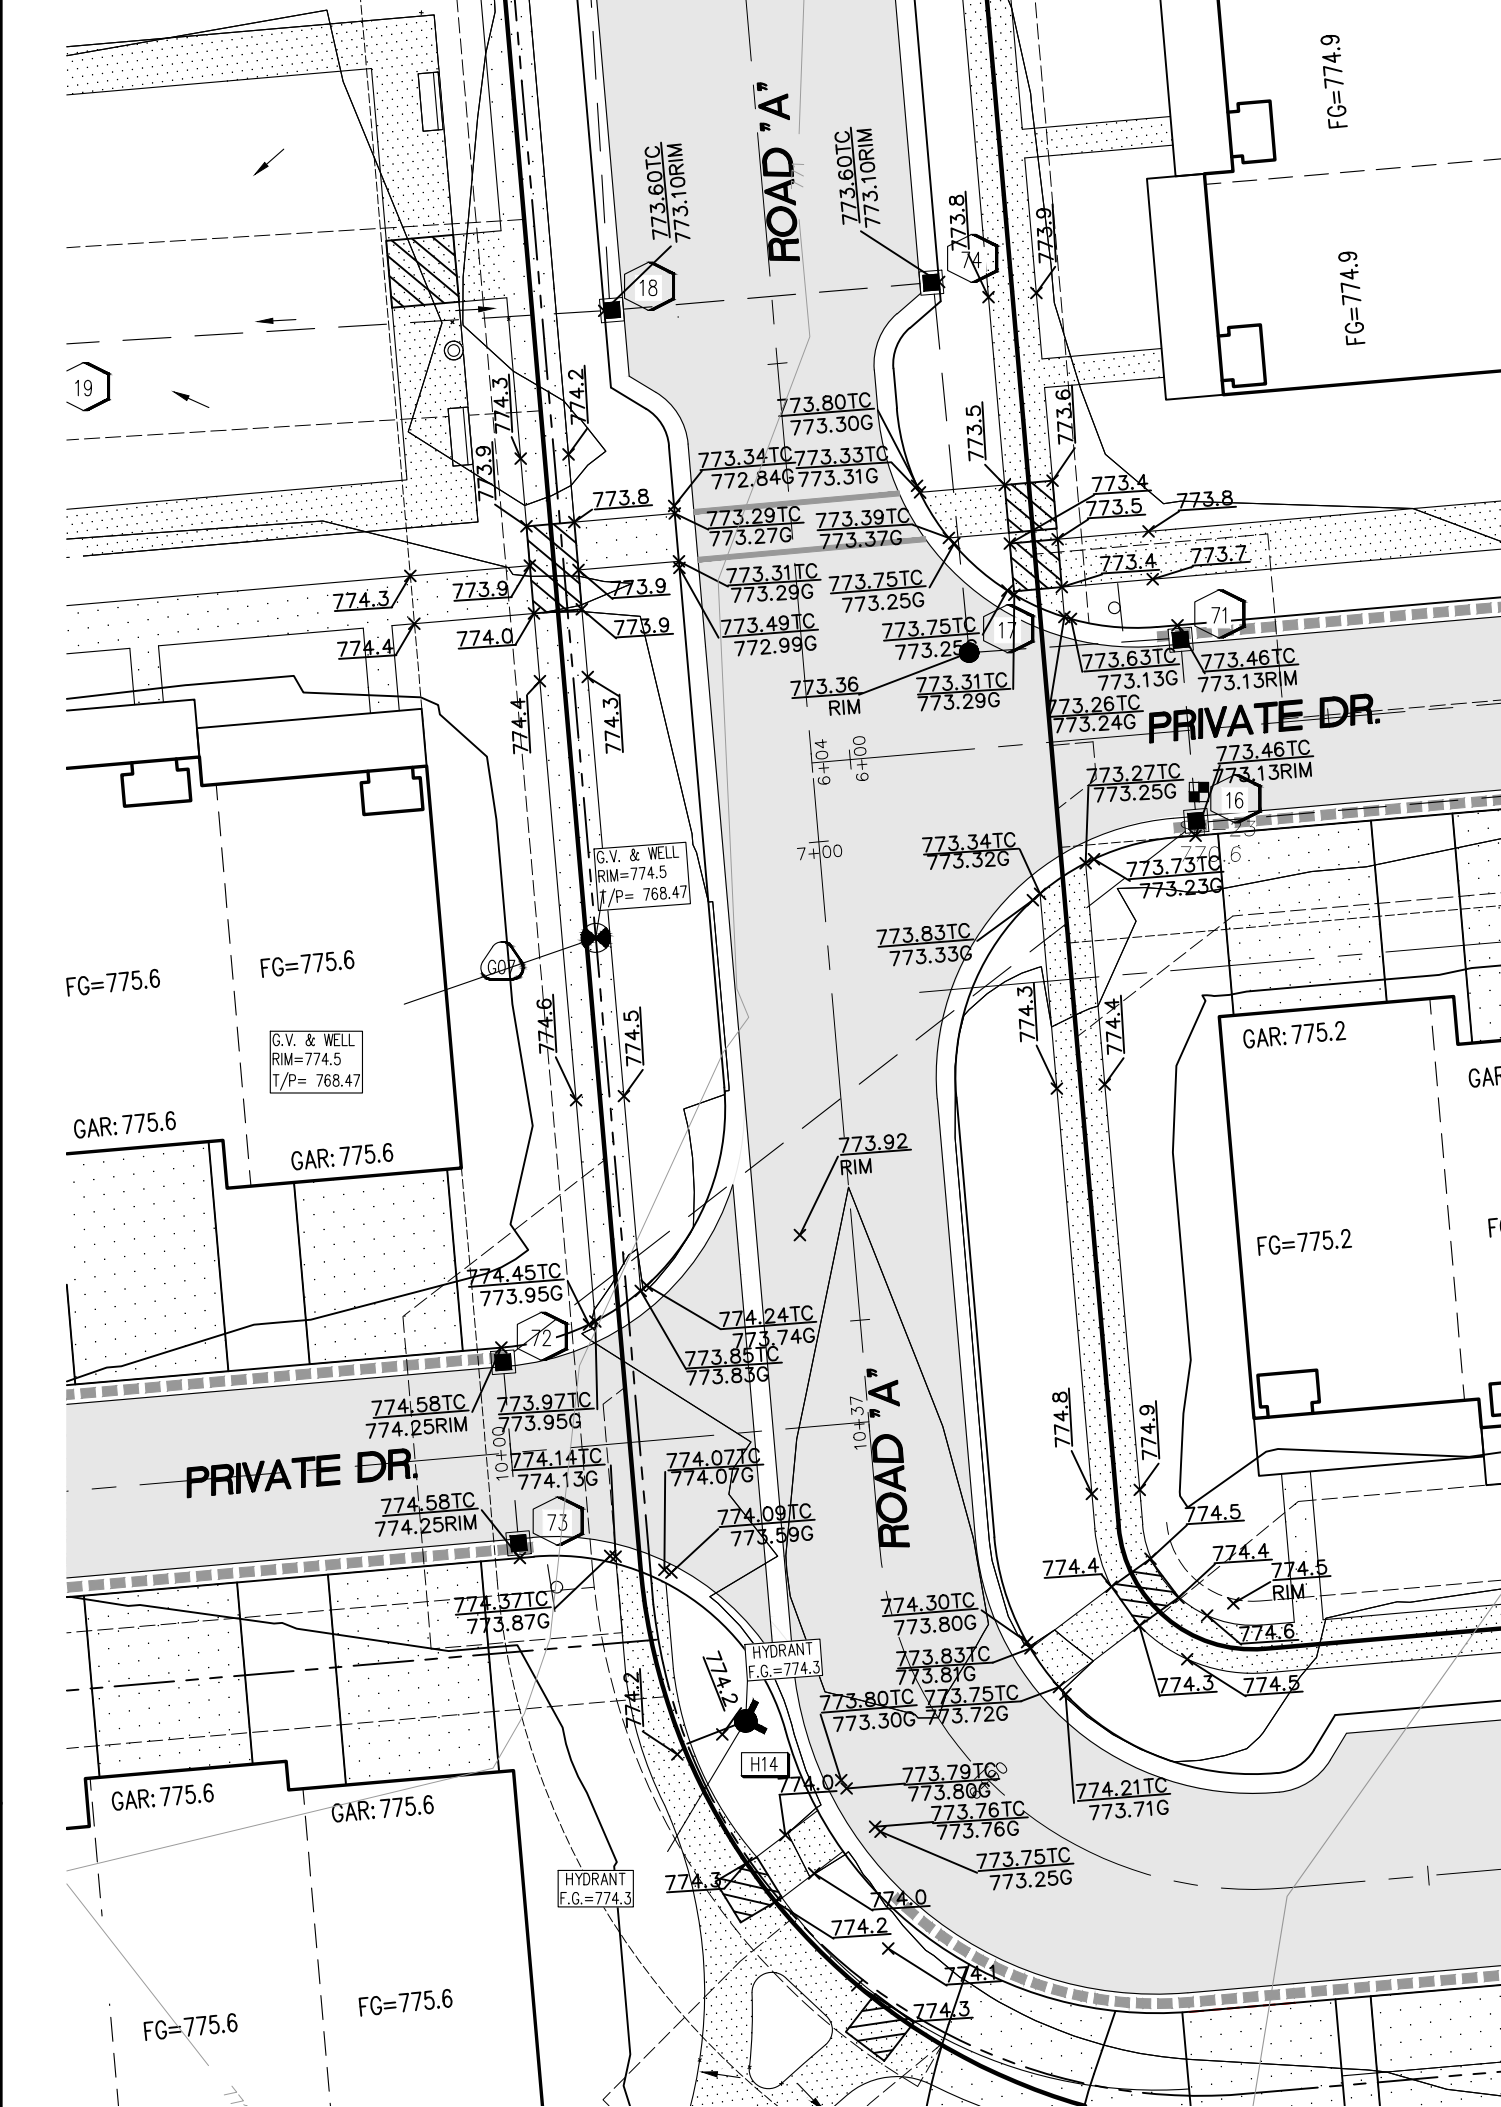 FG=774.9
ROAD "A"
773.60TC
773.10RIM
773.60TC
773.10RIM
773.8
773.9
74
18
FG=774.9
19
774.3
774.2
773.80TC
773.30G
773.5
773.6
773.9
773.34TC
772.84G
773.33TC
773.31G
773.8
773.4
773.5
773.8
773.29TC
773.27G
773.39TC
773.37G
773.4
773.7
774.3
773.9
773.9
773.31TC
773.29G
773.75TC
773.25G
774.4
774.0
773.9
773.49TC
772.99G
773.75TC
773.25G
17
71
773.63TC
773.13G
773.46TC
773.13RIM
774.4
774.3
773.36
RIM
773.31TC
773.29G
773.26TC
773.24G
PRIVATE DR.
6+04
6+00
773.46TC
773.13RIM
773.27TC
773.25G
16
7+00
773.34TC
773.32G
773.73TC
773.23G
G.V. & WELL
RIM=774.5
T/P= 768.47
773.83TC
773.33G
G07
FG=775.6
FG=775.6
774.6
774.5
774.3
774.4
G.V. & WELL
RIM=774.5
T/P= 768.47
GAR: 775.2
GAR: 775.6
GAR: 775.6
773.92
RIM
FG=775.2
774.45TC
773.95G
72
774.24TC
773.74G
773.85TC
773.83G
774.58TC
774.25RIM
773.97TC
773.95G
10+00
10+37
ROAD "A"
774.8
774.9
PRIVATE DR.
774.14TC
774.13G
774.07TC
774.07G
774.58TC
774.25RIM
73
774.09TC
773.59G
774.5
774.4
774.4
774.5
RIM
774.37TC
773.87G
774.30TC
773.80G
774.6
HYDRANT
F.G.=774.3
773.83TC
773.81G
774.3
774.5
774.2
774.2
773.80TC
773.30G
773.75TC
773.72G
H14
774.0
773.79TC
773.80G
774.21TC
773.71G
GAR: 775.6
GAR: 775.6
773.76TC
773.76G
773.75TC
773.25G
HYDRANT
F.G.=774.3
774.3
774.0
774.2
774.1
774.3
FG=775.6
FG=775.6